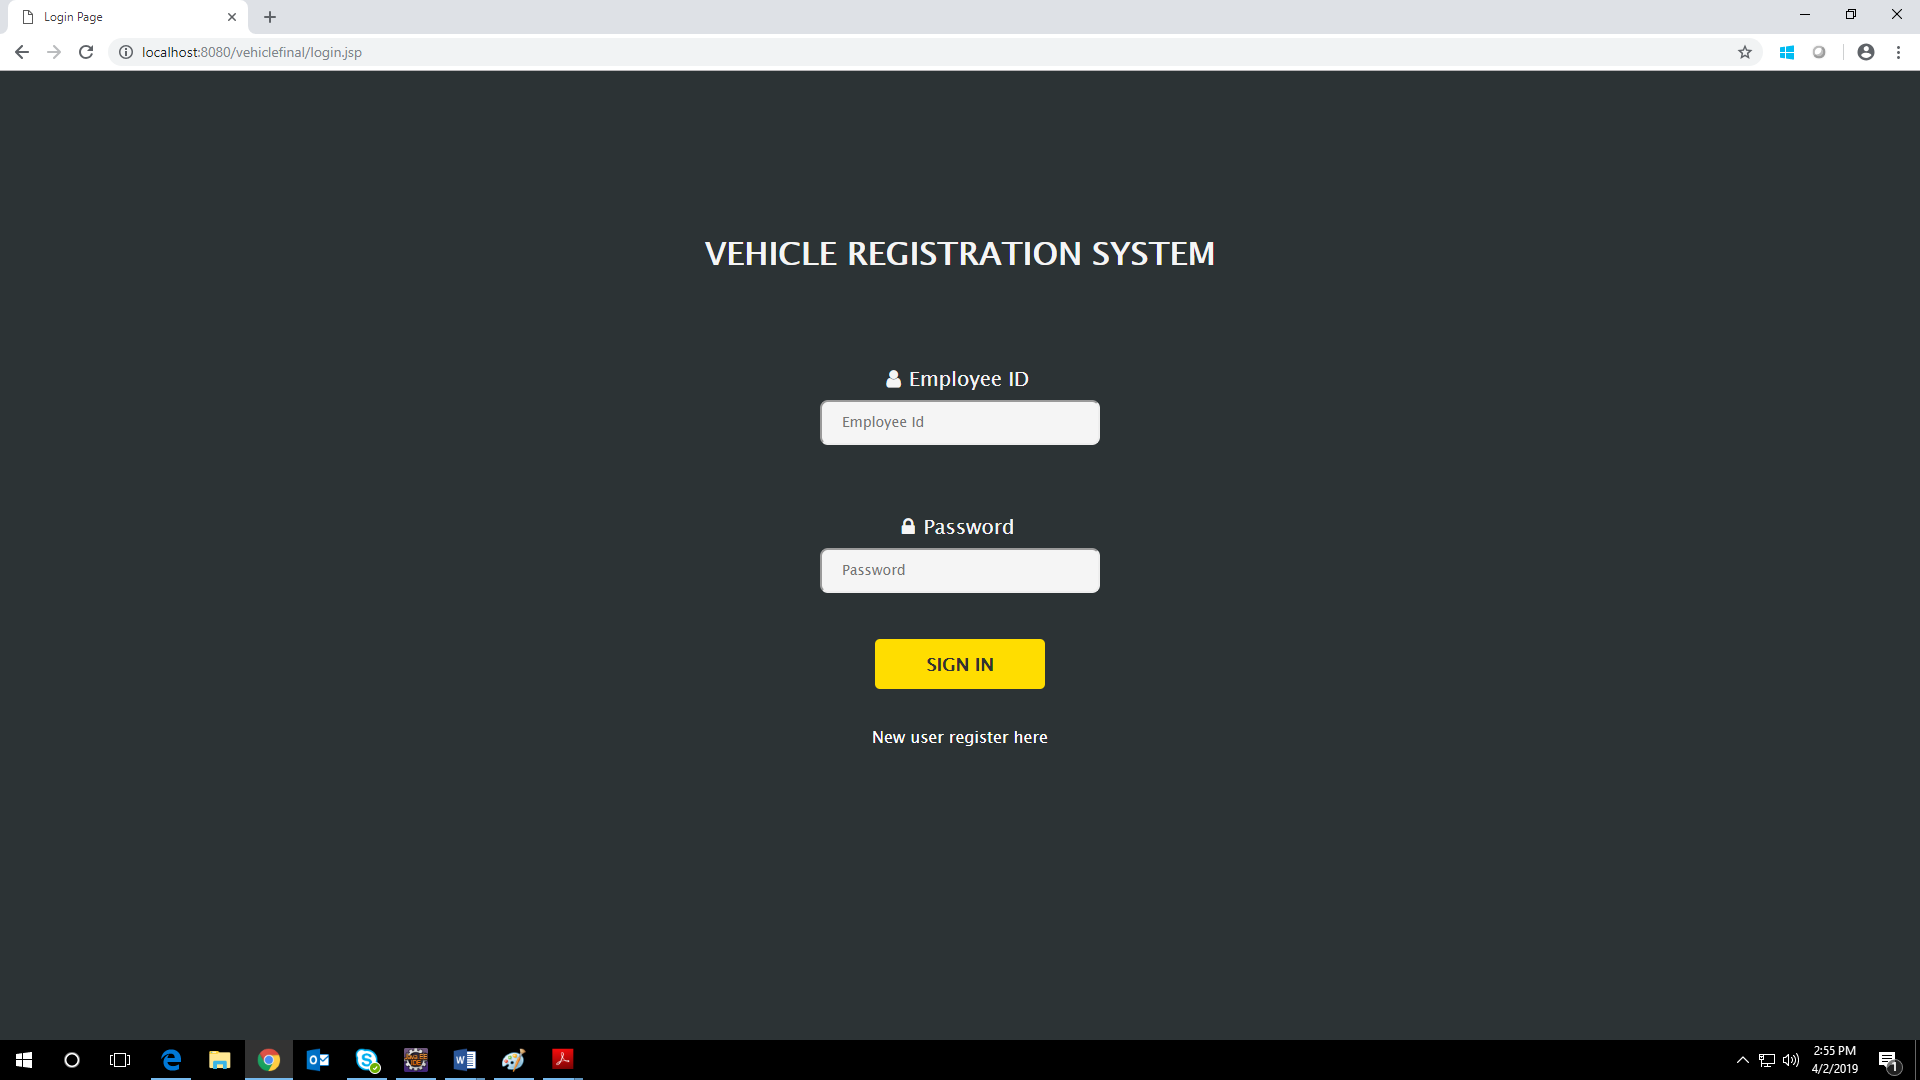 Login Page
localhost:8080/vehiclefinal/login.jsp
VEHICLE REGISTRATION SYSTEM
Employee ID
Employee Id
Password
Password
SIGN IN
New user register here
2:55 PM
4/2/2019
1